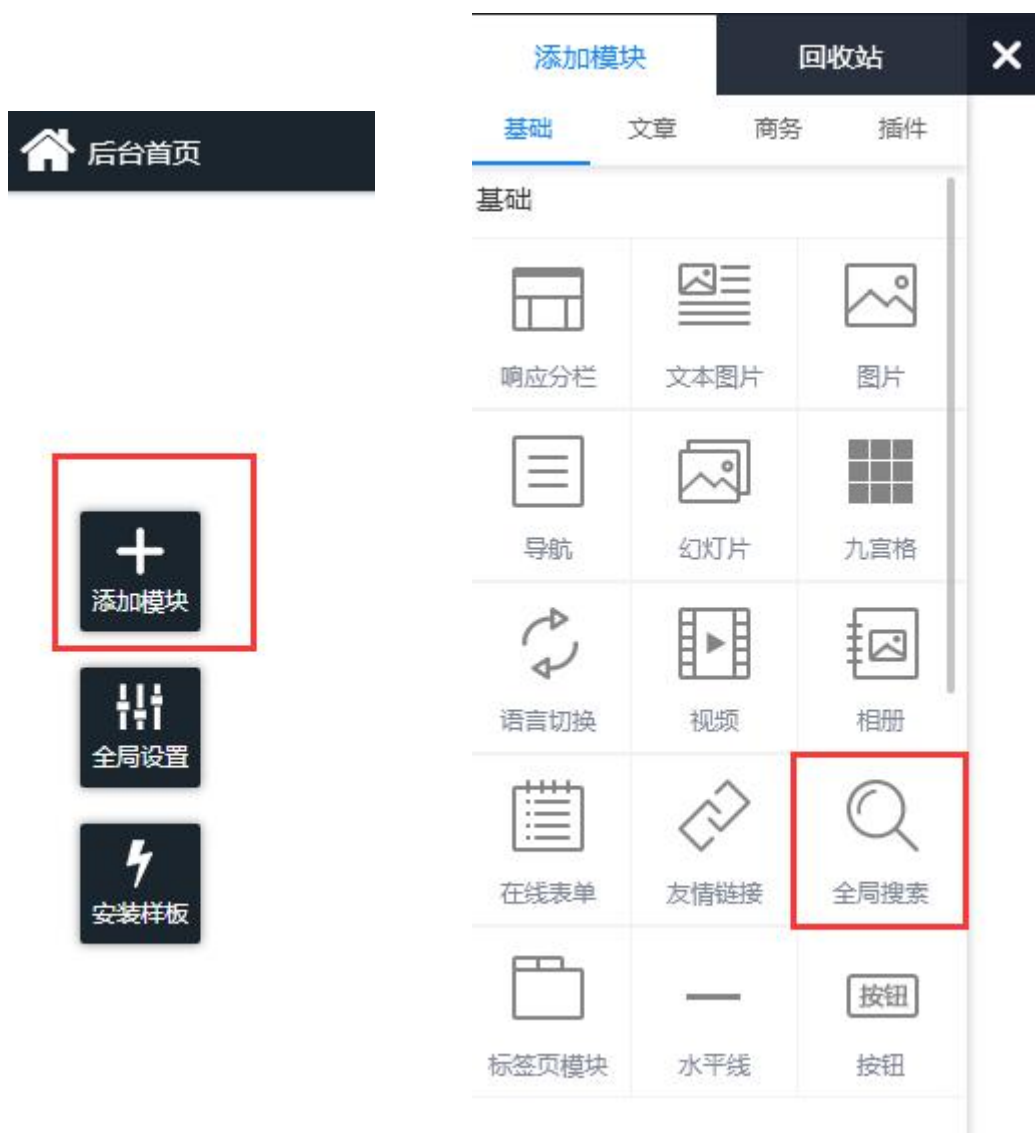 后台首页
添加模块
全局设置
安装样板
添加模块 回收站
基础 文章 商务 插件
基础
响应分栏 文本图片 图片
导航 幻灯片 九宫格
语言切换 视频 相册
在线表单 友情链接 全局搜索
按钮
标签页模块 水平线 按钮